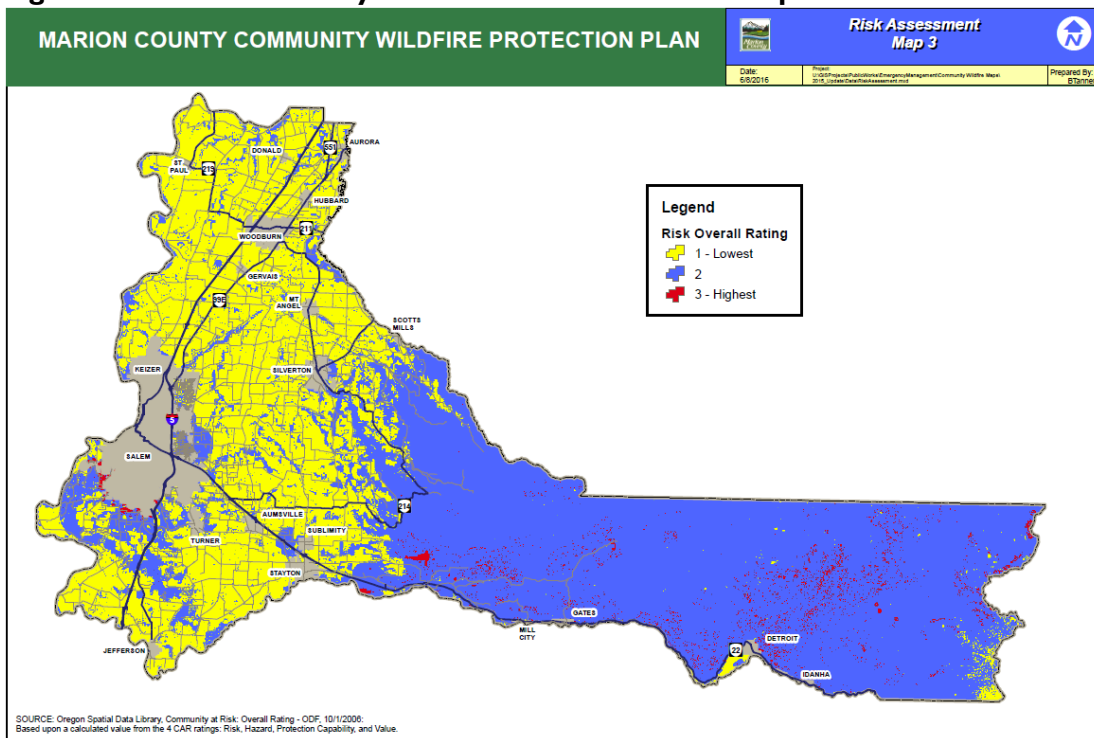 MARION COUNTY COMMUNITY WILDFIRE PROTECTION PLAN
Risk Assessment
Map 3
Date:
6/8/2016
Project:
Prepared By:
BTanner
Legend
Risk Overall Rating
1 - Lowest
2
3 - Highest
AURORA
DONALD
551
ST
PAUL
219
HUBBARD
211
WOODBURN
GERVAIS
99E
MT
ANGEL
SCOTTS
MILLS
KEIZER
SILVERTON
5
SALEM
214
AUMSVILLE
SUBLIMITY
TURNER
STAYTON
GATES
MILL
CITY
DETROIT
22
IDANHA
JEFFERSON
SOURCE: Oregon Spatial Data Library, Community at Risk: Overall Rating - ODF, 10/1/2006:
Based upon a calculated value from the 4 CAR ratings: Risk, Hazard, Protection Capability, and Value.